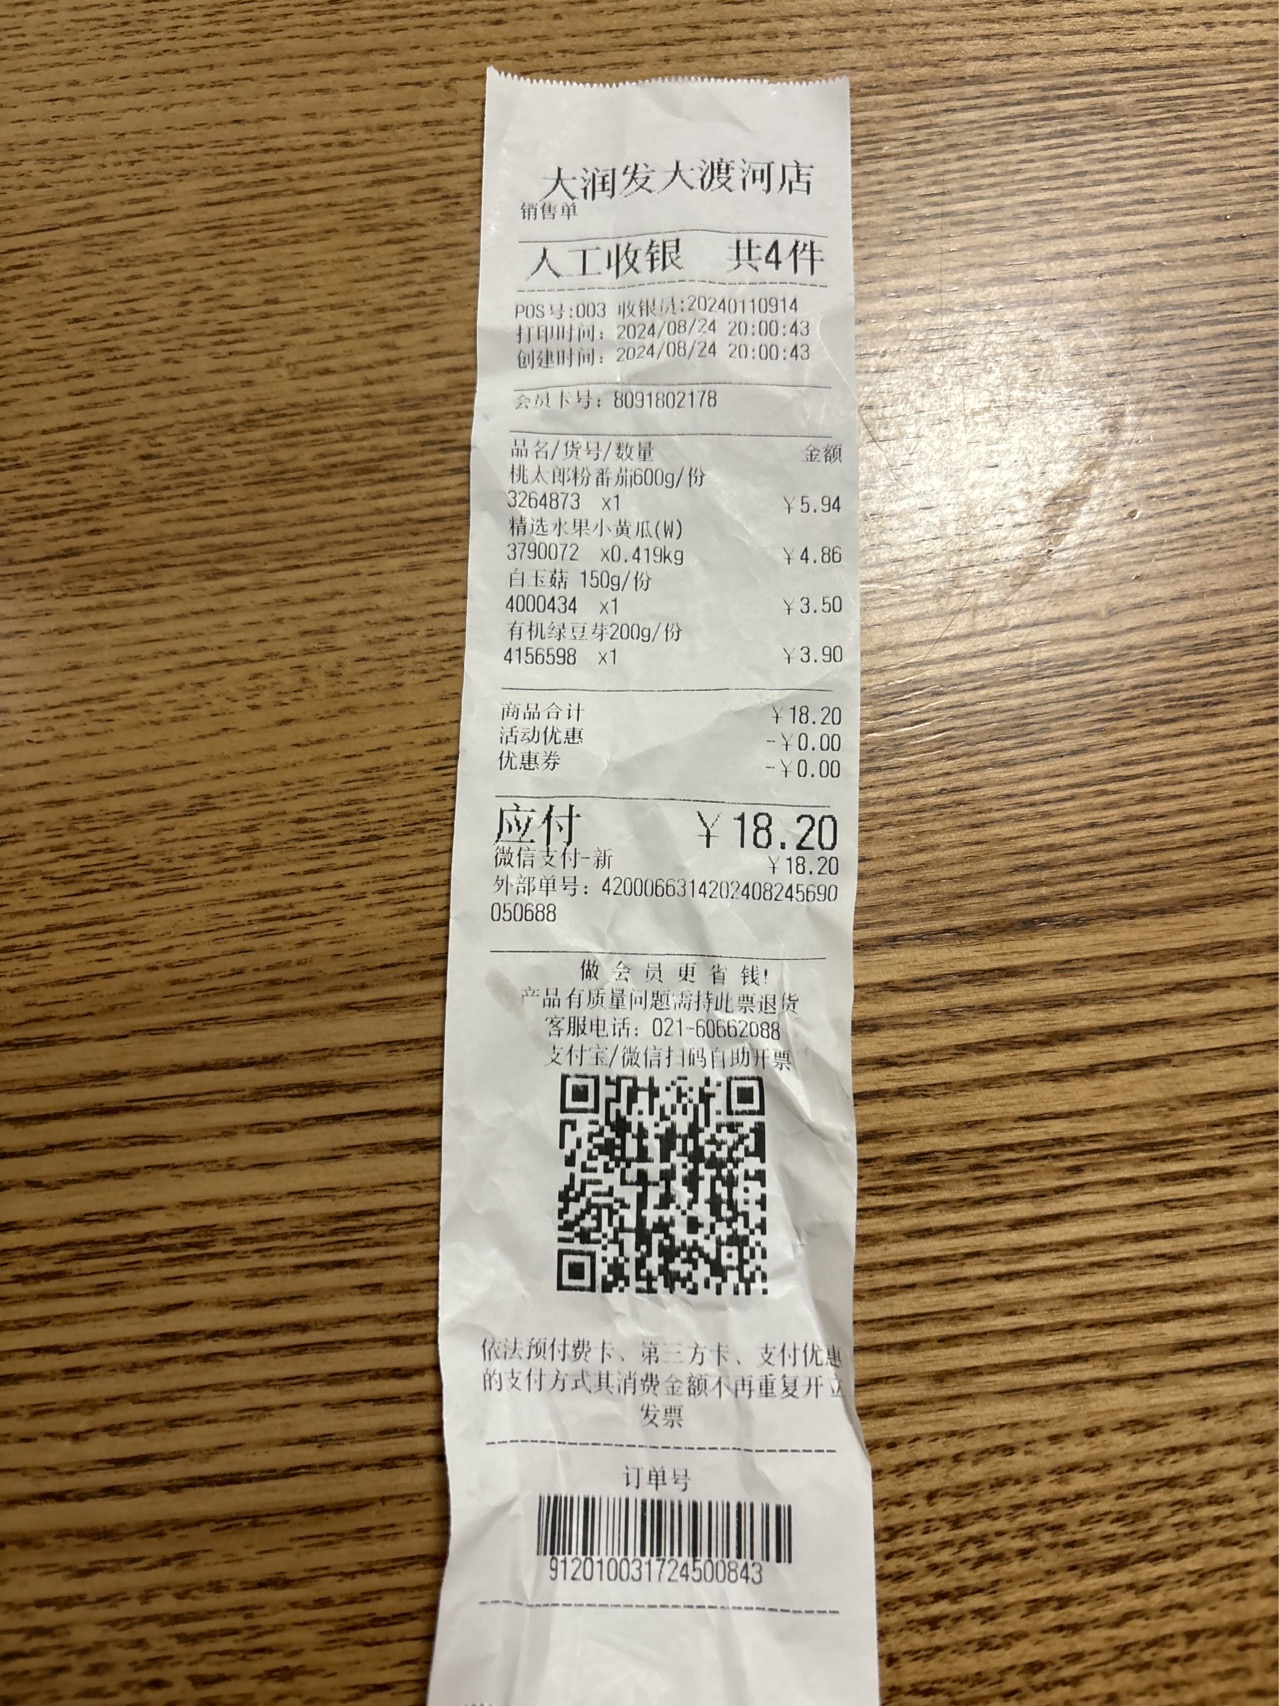 大润发大渡河店
销售单
人工收银 共4件
POS号:003 收银员:20240110914
打印时间: 2024/08/24 20:00:43
创建时间: 2024/08/24 20:00:43
会员卡号: 8091802178
品名/货号/数量 金额
桃太郎粉番茄600g/份
3264873 x1 ¥5.94
精选水果小黄瓜(W)
3790072 x0.419kg ¥4.86
白玉菇 150g/份
4000434 x1 ¥3.50
有机绿豆芽200g/份
4156598 x1 ¥3.90
商品合计 ¥18.20
活动优惠 -¥0.00
优惠券 -¥0.00
应付 ¥18.20
微信支付-新 ¥18.20
外部单号: 4200066314202408245690
050688
做会员更省钱!
产品有质量问题需持此票退货
客服电话: 021-60662088
支付宝/微信扫码自助开票
依法预付费卡、第三方卡、支付优惠
的支付方式其消费金额不再重复开立
发票
订单号
912010031724500843